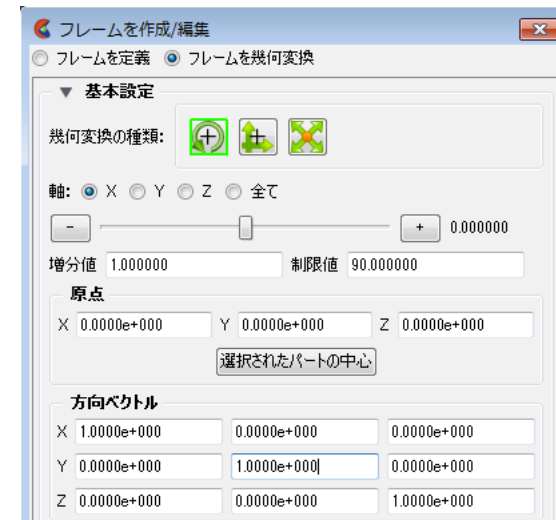 フレームを作成/編集
フレームを定義 フレームを幾何変換
▼ 基本設定
幾何変換の種類:
軸: X Y Z 全て
- + 0.000000
増分値 1.000000 制限値 90.000000
原点
X 0.0000e+000 Y 0.0000e+000 Z 0.0000e+000
選択されたパートの中心
方向ベクトル
X 1.0000e+000 0.0000e+000 0.0000e+000
Y 0.0000e+000 1.0000e+000 0.0000e+000
Z 0.0000e+000 0.0000e+000 1.0000e+000